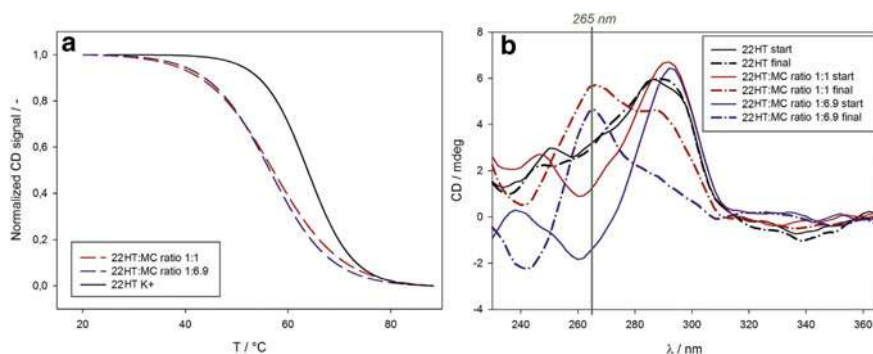 a
1,0
0,8
0,6
0,4
0,2
0,0
Normalized CD signal / -
22HT:MC ratio 1:1
22HT:MC ratio 1:6.9
22HT K+
20 40 60 80
T / °C
265 nm
b
8
6
4
2
0
-2
-4
CD / mdeg
22HT start
22HT final
22HT:MC ratio 1:1 start
22HT:MC ratio 1:1 final
22HT:MC ratio 1:6.9 start
22HT:MC ratio 1:6.9 final
240 260 280 300 320 340 360
λ / nm